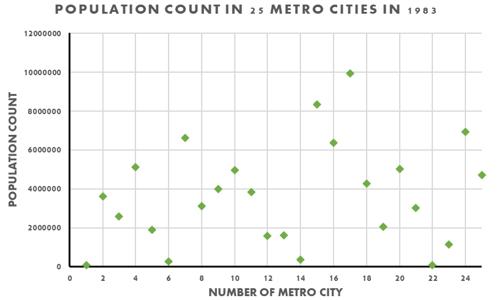 POPULATION COUNT IN 25 METRO CITIES IN 1983
12000000
10000000
8000000
6000000
4000000
2000000
0
POPULATION COUNT
0 2 4 6 8 10 12 14 16 18 20 22 24
NUMBER OF METRO CITY